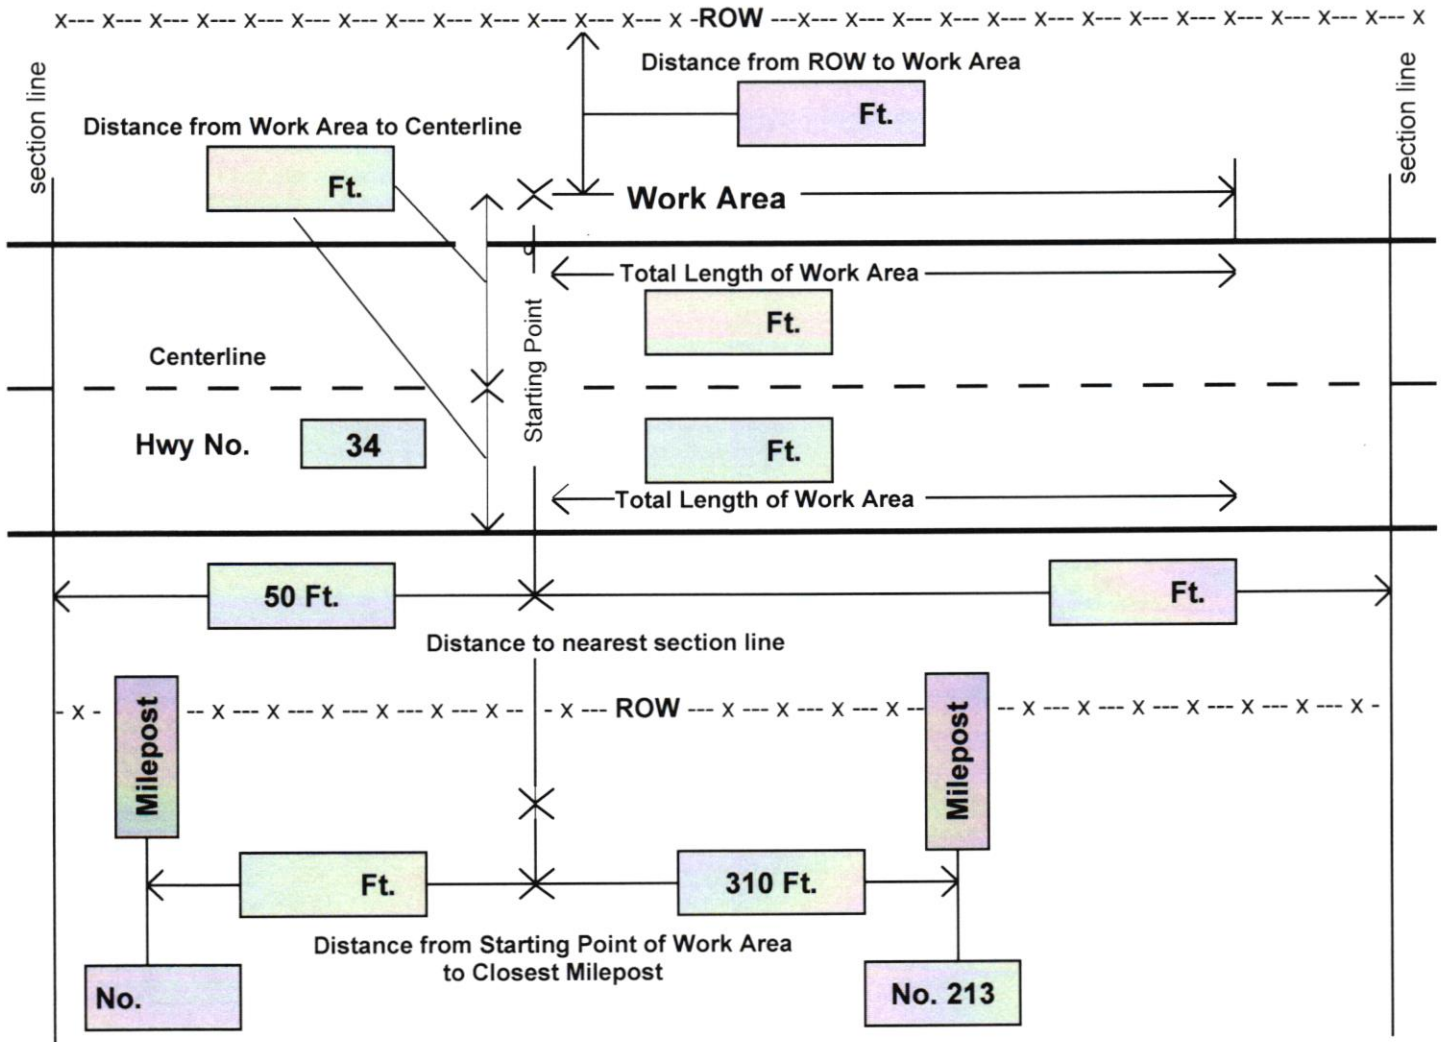 X--- X--- X--- X--- X--- X--- X--- X--- X--- X--- X--- X -ROW ---X--- X--- X--- X--- X--- X--- X--- X--- X--- X--- X--- X--- X
Distance from ROW to Work Area
Ft.
section line
section line
Distance from Work Area to Centerline
Ft.
Work Area
Total Length of Work Area
Ft.
Starting Point
Centerline
Hwy No.
34
Ft.
Total Length of Work Area
50 Ft.
Ft.
Distance to nearest section line
- X - -- X --- X --- X --- X --- X --- X -- - X --- ROW --- X --- X --- X --- X -- -- X --- X --- X --- X --- X --- X --- X -
Milepost
Milepost
Ft.
310 Ft.
Distance from Starting Point of Work Area
to Closest Milepost
No.
No. 213